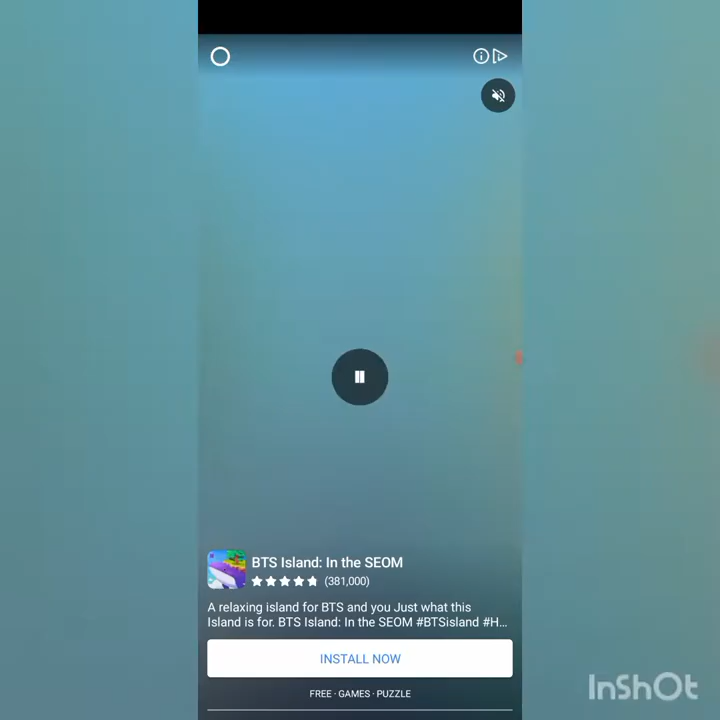 BTS Island: In the SEOM
(381,000)
A relaxing island for BTS and you Just what this
Island is for. BTS Island: In the SEOM #BTSisland #H...
INSTALL NOW
FREE · GAMES · PUZZLE
InShOt